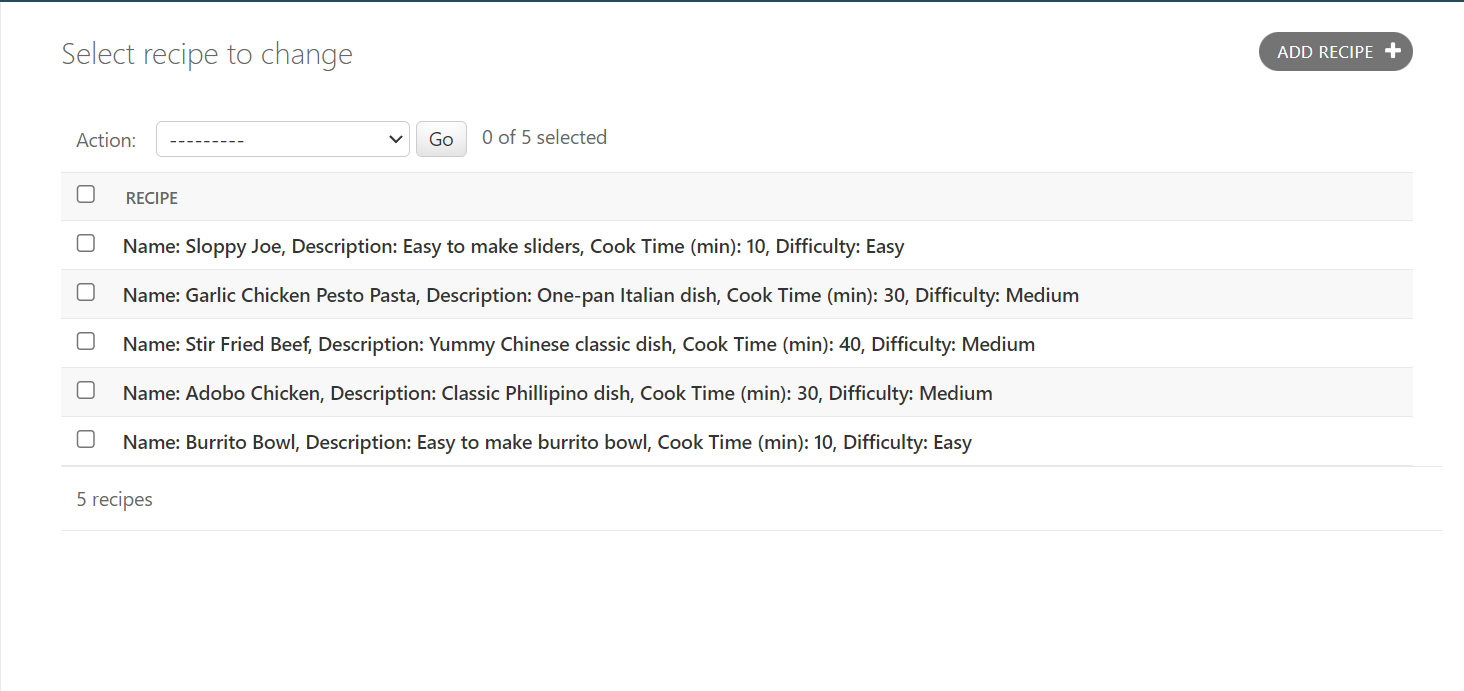 Select recipe to change
ADD RECIPE +
Action: --------- Go 0 of 5 selected
RECIPE
Name: Sloppy Joe, Description: Easy to make sliders, Cook Time (min): 10, Difficulty: Easy
Name: Garlic Chicken Pesto Pasta, Description: One-pan Italian dish, Cook Time (min): 30, Difficulty: Medium
Name: Stir Fried Beef, Description: Yummy Chinese classic dish, Cook Time (min): 40, Difficulty: Medium
Name: Adobo Chicken, Description: Classic Phillipino dish, Cook Time (min): 30, Difficulty: Medium
Name: Burrito Bowl, Description: Easy to make burrito bowl, Cook Time (min): 10, Difficulty: Easy
5 recipes